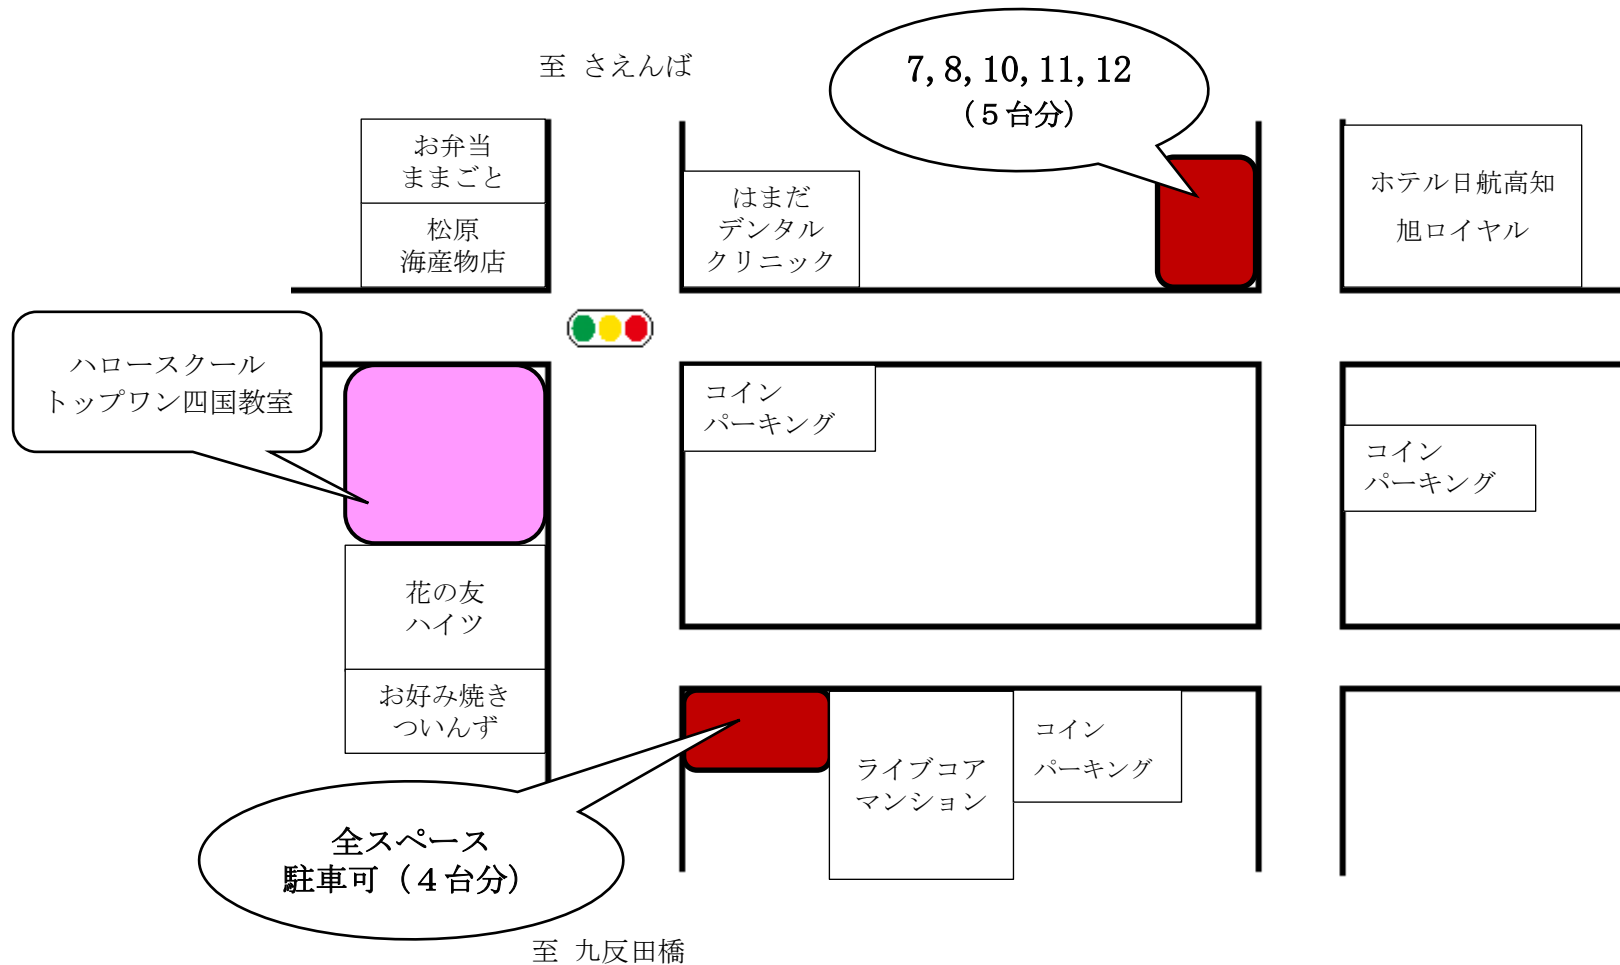 至 さえんば
7,8,10,11,12
（５台分）
お弁当
ままごと
松原
海産物店
はまだ
デンタル
クリニック
ホテル日航高知
旭ロイヤル
ハロースクール
トップワン四国教室
コイン
パーキング
コイン
パーキング
花の友
ハイツ
お好み焼き
ついんず
ライブコア
マンション
コイン
パーキング
全スペース
駐車可（４台分）
至 九反田橋